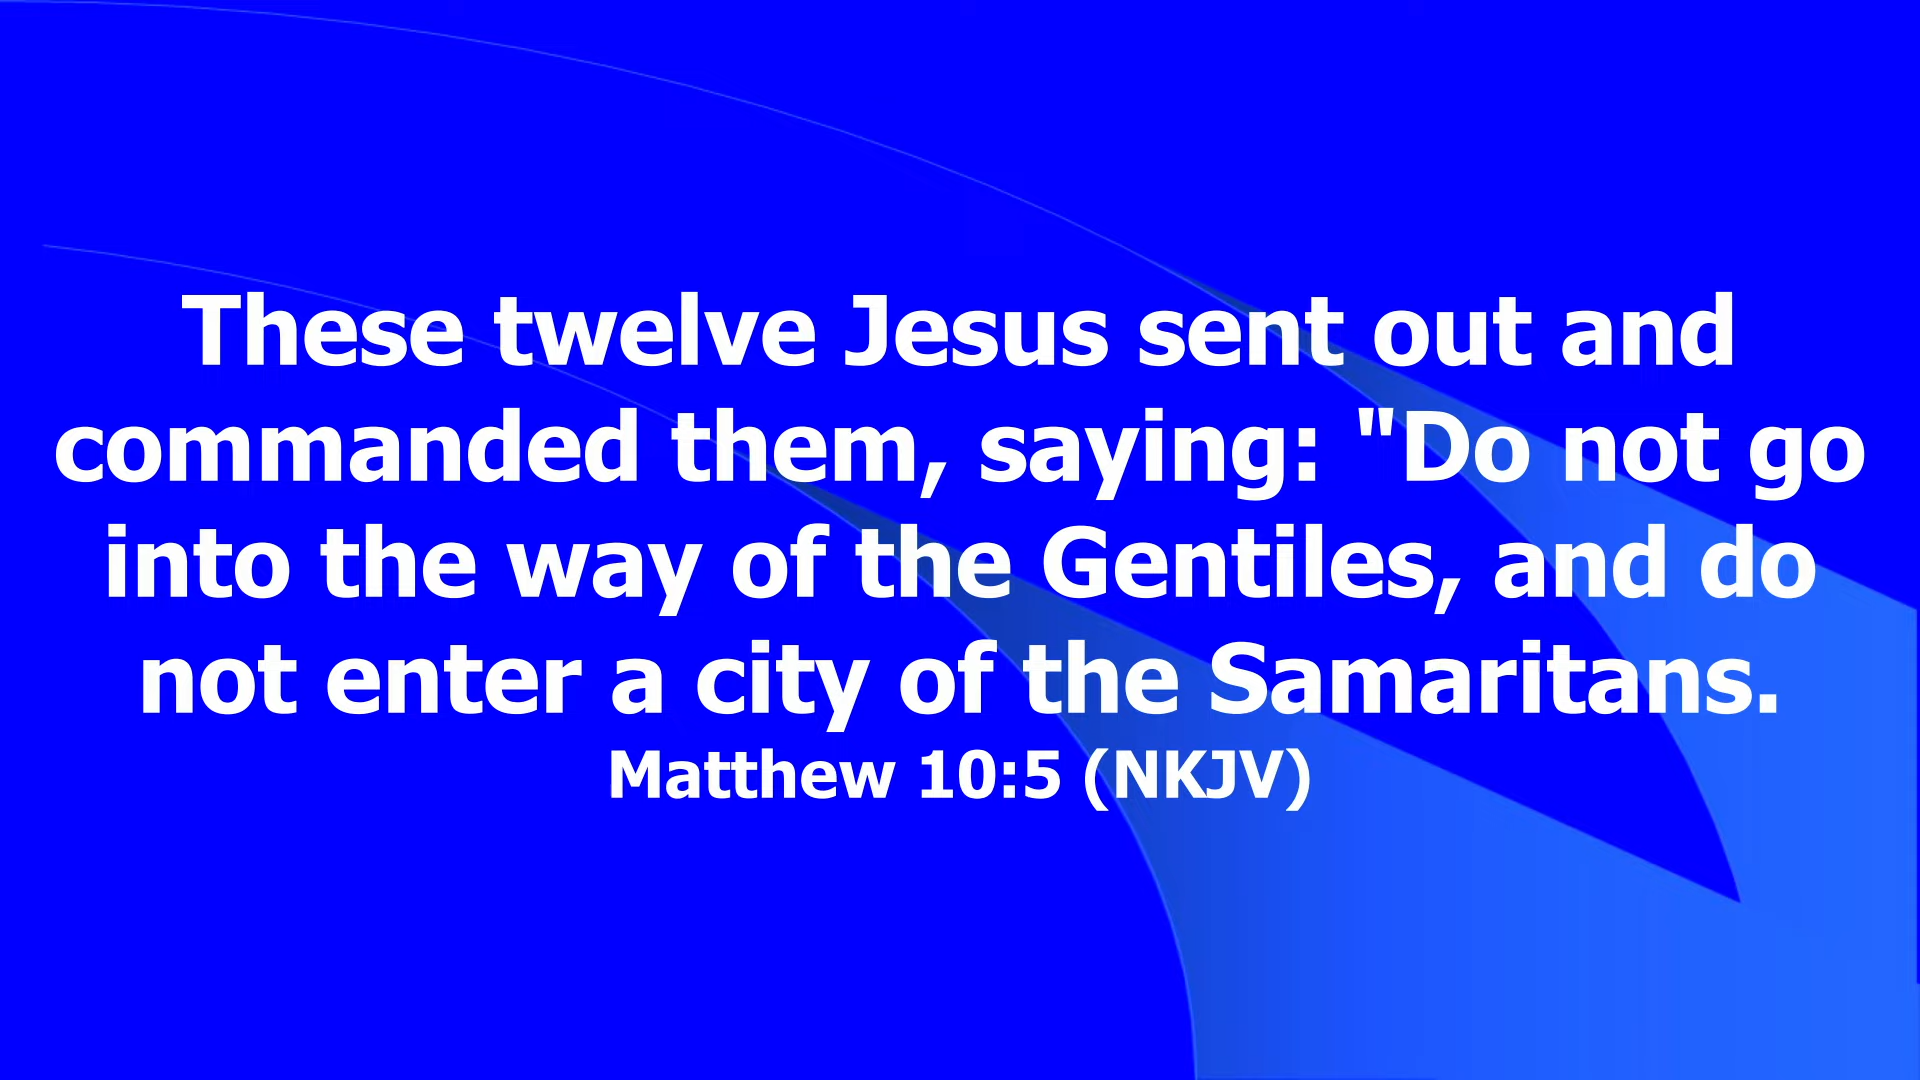 These twelve Jesus sent out and
commanded them, saying: "Do not go
into the way of the Gentiles, and do
not enter a city of the Samaritans.
Matthew 10:5 (NKJV)